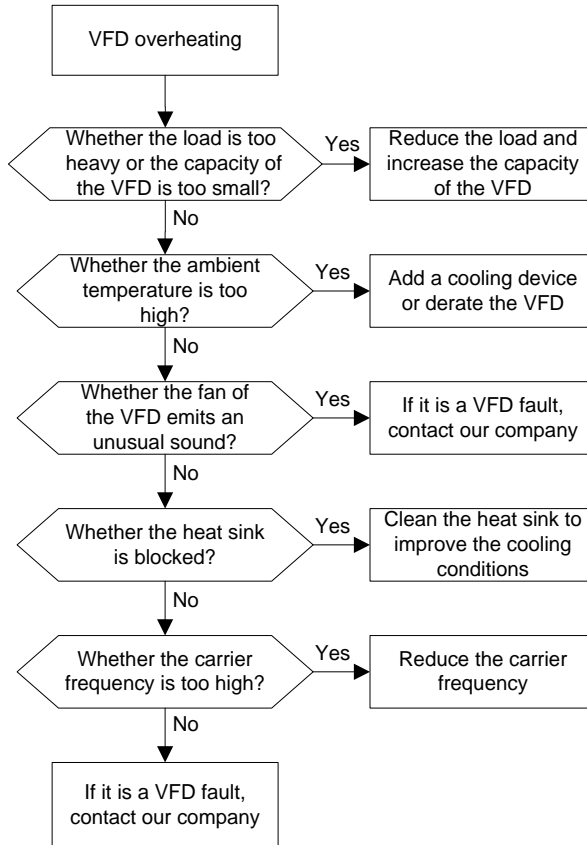 VFD overheating
Whether the load is too
heavy or the capacity of
the VFD is too small?
Yes
Reduce the load and
increase the capacity
of the VFD
No
Whether the ambient
temperature is too
high?
Yes
Add a cooling device
or derate the VFD
No
Whether the fan of
the VFD emits an
unusual sound?
Yes
If it is a VFD fault,
contact our company
No
Whether the heat sink
is blocked?
Yes
Clean the heat sink to
improve the cooling
conditions
No
Whether the carrier
frequency is too high?
Yes
Reduce the carrier
frequency
No
If it is a VFD fault,
contact our company